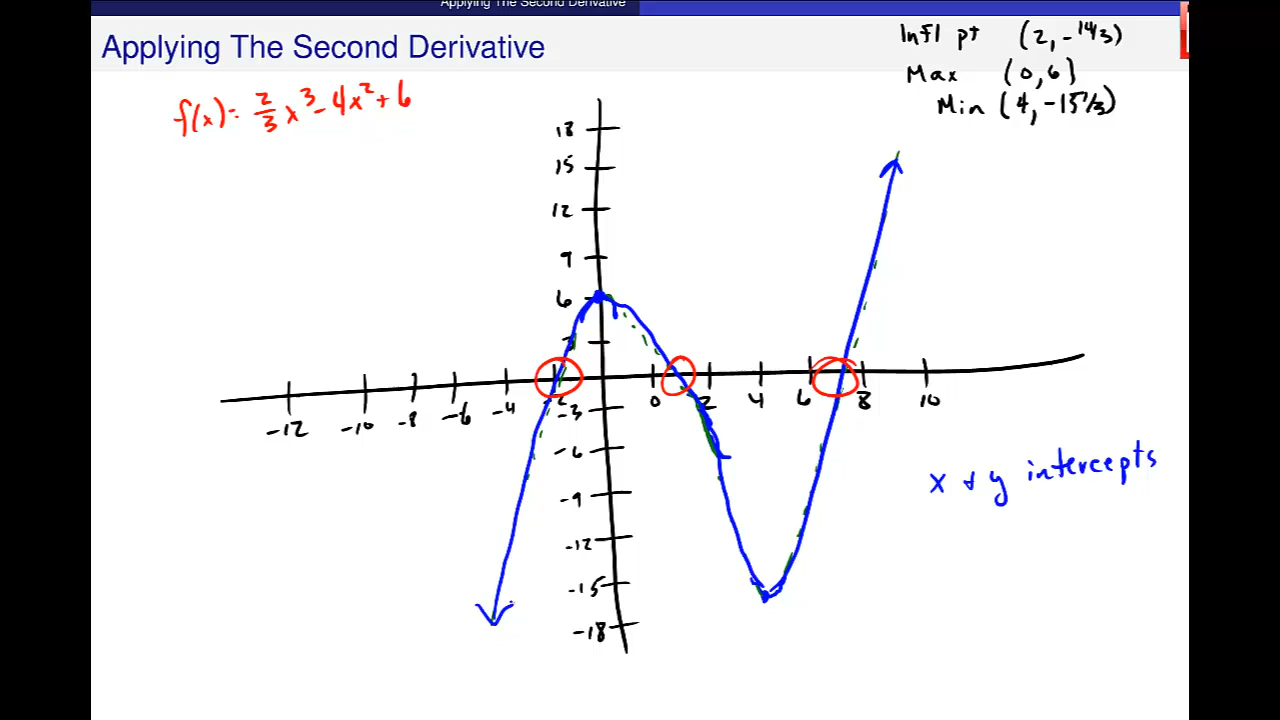 Applying The Second Derivative
Applying The Second Derivative
Infl pt (2, -14/3)
Max (0,6)
Min (4, -15 1/3)
f(x) = 2/3 x³ - 4x² + 6
18
15
12
9
6
3
-12 -10 -8 -6 -4 -2 0 2 4 6 8 10
-3
-6
-9
-12
-15
-18
x & y intercepts